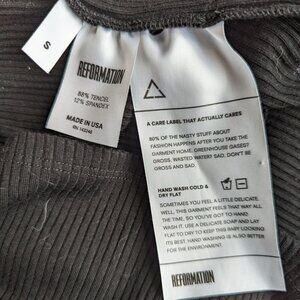 S
REFORMATION
88% TENCEL
12% SPANDEX
MADE IN USA
RN 142246
A CARE LABEL THAT ACTUALLY CARES
80% OF THE NASTY STUFF ABOUT
FASHION HAPPENS AFTER YOU TAKE THE
GARMENT HOME. GREENHOUSE GASES?
GROSS. WASTED WATER? SAD. DON'T BE
GROSS AND SAD.
HAND WASH COLD &
DRY FLAT
SOMETIMES YOU FEEL A LITTLE DELICATE.
WELL, THIS GARMENT FEELS THAT WAY ALL
THE TIME, SO YOU'VE GOT TO HAND
WASH IT. USE A DELICATE SOAP AND LAY
FLAT TO DRY TO KEEP THIS BABY LOOKING
ITS BEST. HAND WASHING IS ALSO BETTER
FOR THE ENVIRONMENT.
REFORMATION